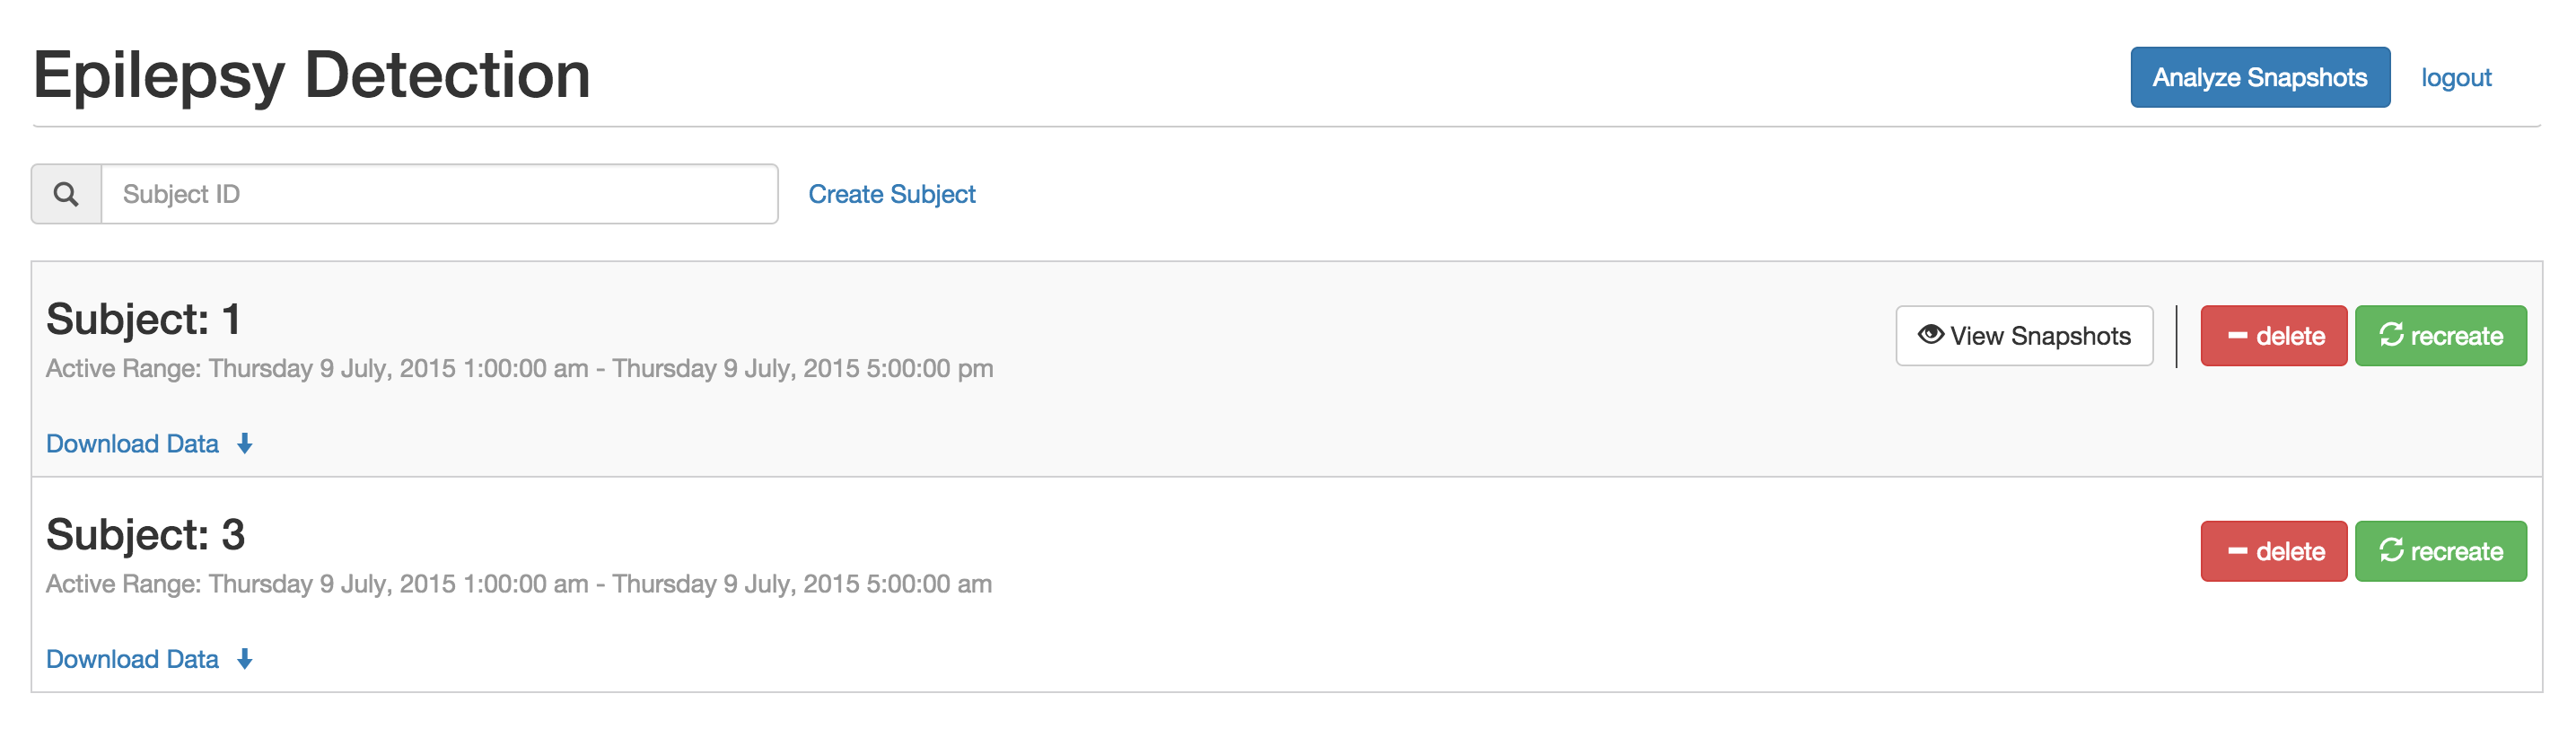 Epilepsy Detection
Analyze Snapshots
logout
Subject ID
Create Subject
Subject: 1
Active Range: Thursday 9 July, 2015 1:00:00 am - Thursday 9 July, 2015 5:00:00 pm
View Snapshots
delete
recreate
Download Data
Subject: 3
Active Range: Thursday 9 July, 2015 1:00:00 am - Thursday 9 July, 2015 5:00:00 am
delete
recreate
Download Data